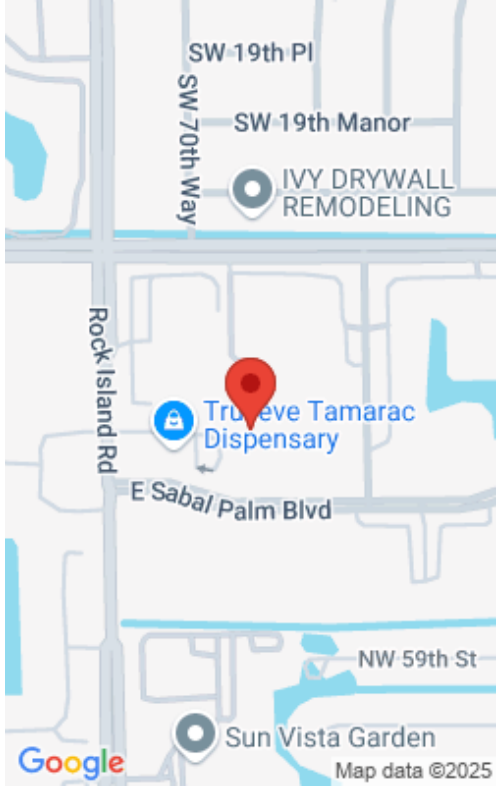 SW 19th Pl
SW 70th Way
SW 19th Manor
IVY DRYWALL
REMODELING
Rock Island Rd
Tamarac
Dispensary
E Sabal Palm Blvd
NW 59th St
Sun Vista Garden
Google
Map data ©2025